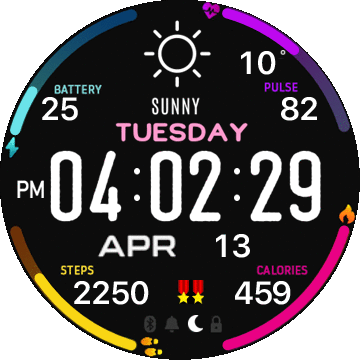 10°
BATTERY
25
PULSE
82
SUNNY
TUESDAY
PM 04:02:29
APR 13
STEPS
2250
CALORIES
459